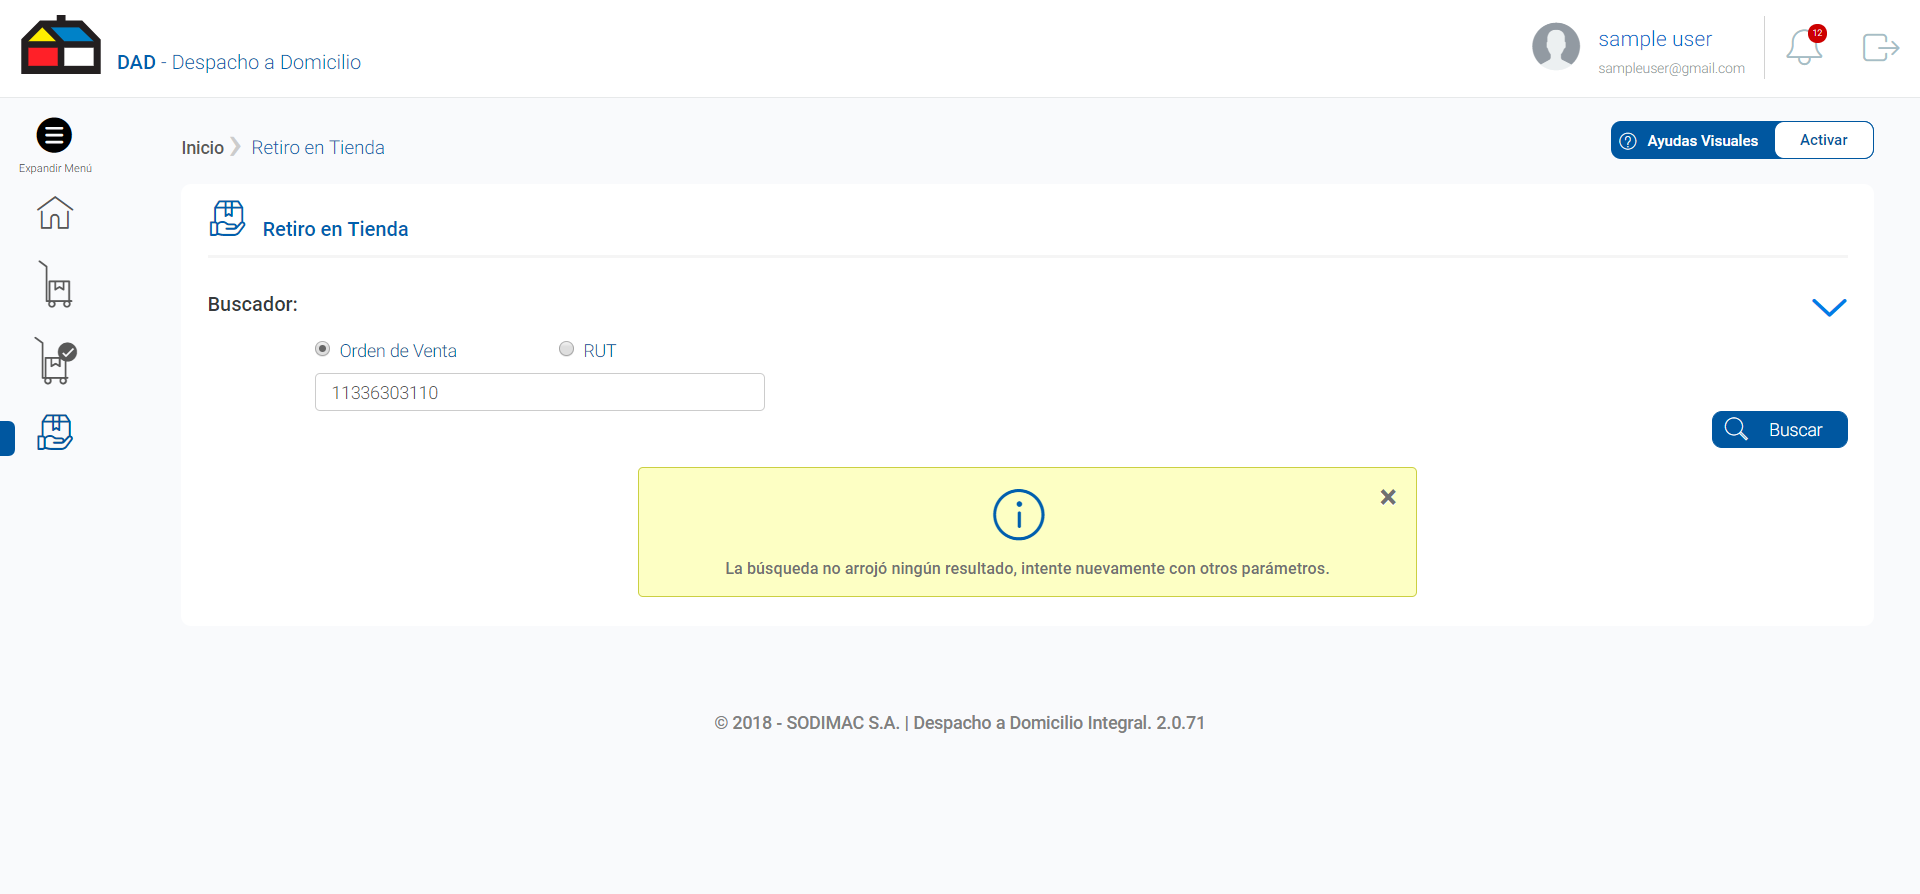 DAD - Despacho a Domicilio
sample user
sampleuser@gmail.com
12
Expandir Menú
Inicio
Retiro en Tienda
Ayudas Visuales
Activar
Retiro en Tienda
Buscador:
Orden de Venta
RUT
11336303110
Buscar
La búsqueda no arrojó ningún resultado, intente nuevamente con otros parámetros.
© 2018 - SODIMAC S.A. | Despacho a Domicilio Integral. 2.0.71